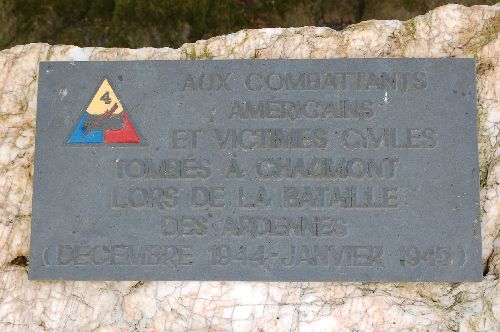 4
AUX COMBATTANTS
AMÉRICAINS
ET VICTIMES CIVILES
TOMBÉS À CHAUMONT
LORS DE LA BATAILLE
DES ARDENNES
(DÉCEMBRE 1944-JANVIER 1945)